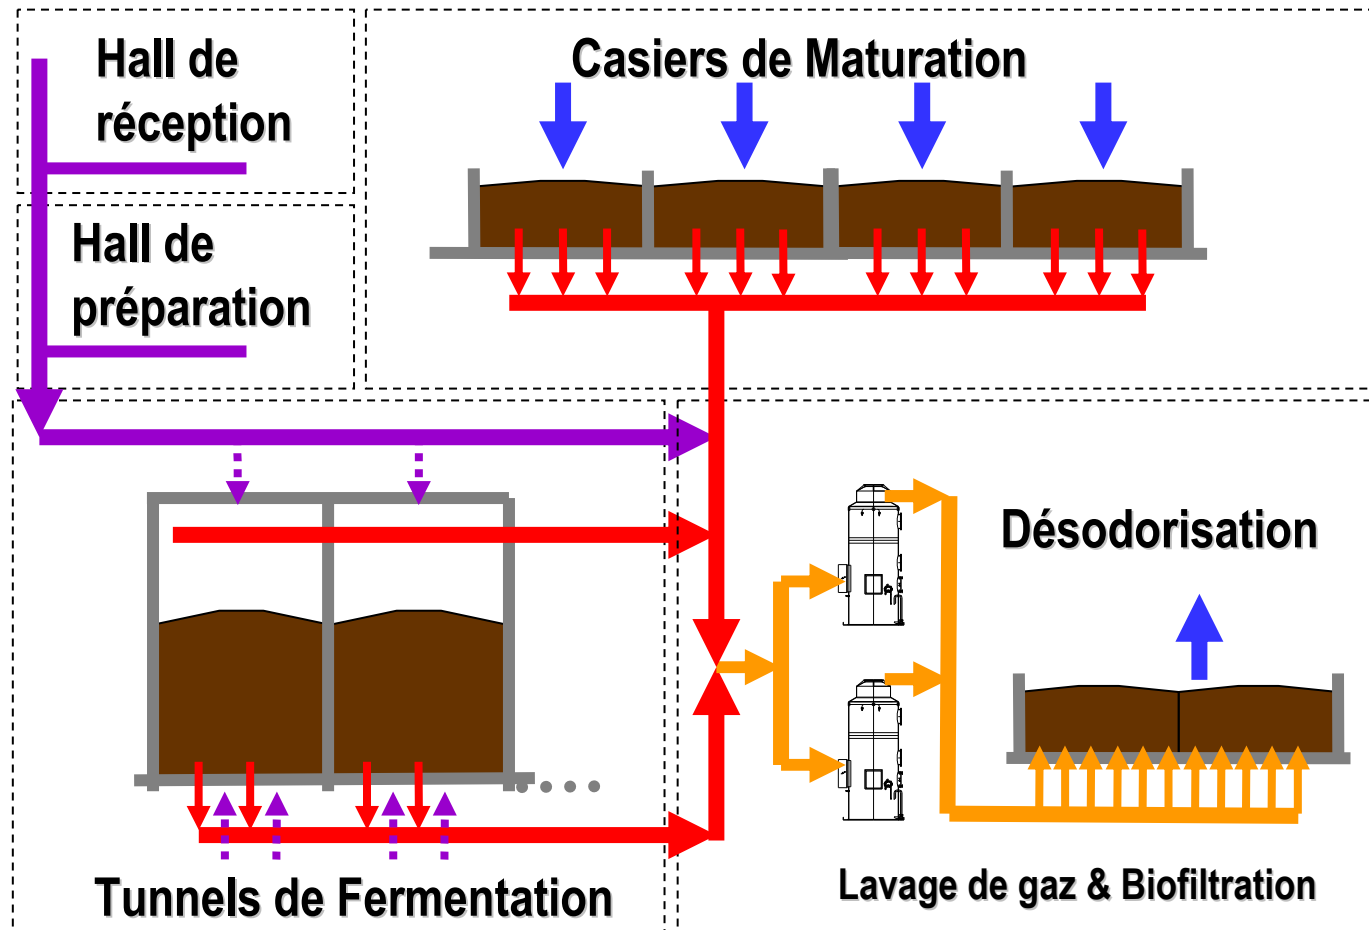 Hall de
réception
Casiers de Maturation
Hall de
préparation
Désodorisation
Lavage de gaz & Biofiltration
Tunnels de Fermentation